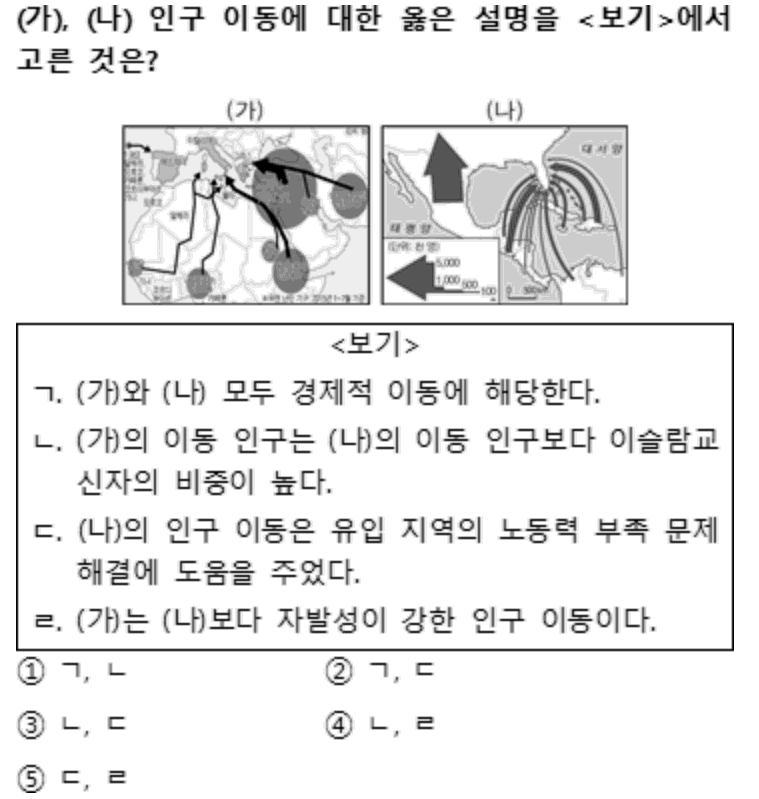 (가), (나) 인구 이동에 대한 옳은 설명을 <보기>에서
고른 것은?
(가) (나)
대 서 양
태 평 양
(단위: 천 명)
5,000
1,000 500 100
0 500km
<보기>
ㄱ. (가)와 (나) 모두 경제적 이동에 해당한다.
ㄴ. (가)의 이동 인구는 (나)의 이동 인구보다 이슬람교
신자의 비중이 높다.
ㄷ. (나)의 인구 이동은 유입 지역의 노동력 부족 문제
해결에 도움을 주었다.
ㄹ. (가)는 (나)보다 자발성이 강한 인구 이동이다.
① ㄱ, ㄴ ② ㄱ, ㄷ
③ ㄴ, ㄷ ④ ㄴ, ㄹ
⑤ ㄷ, ㄹ